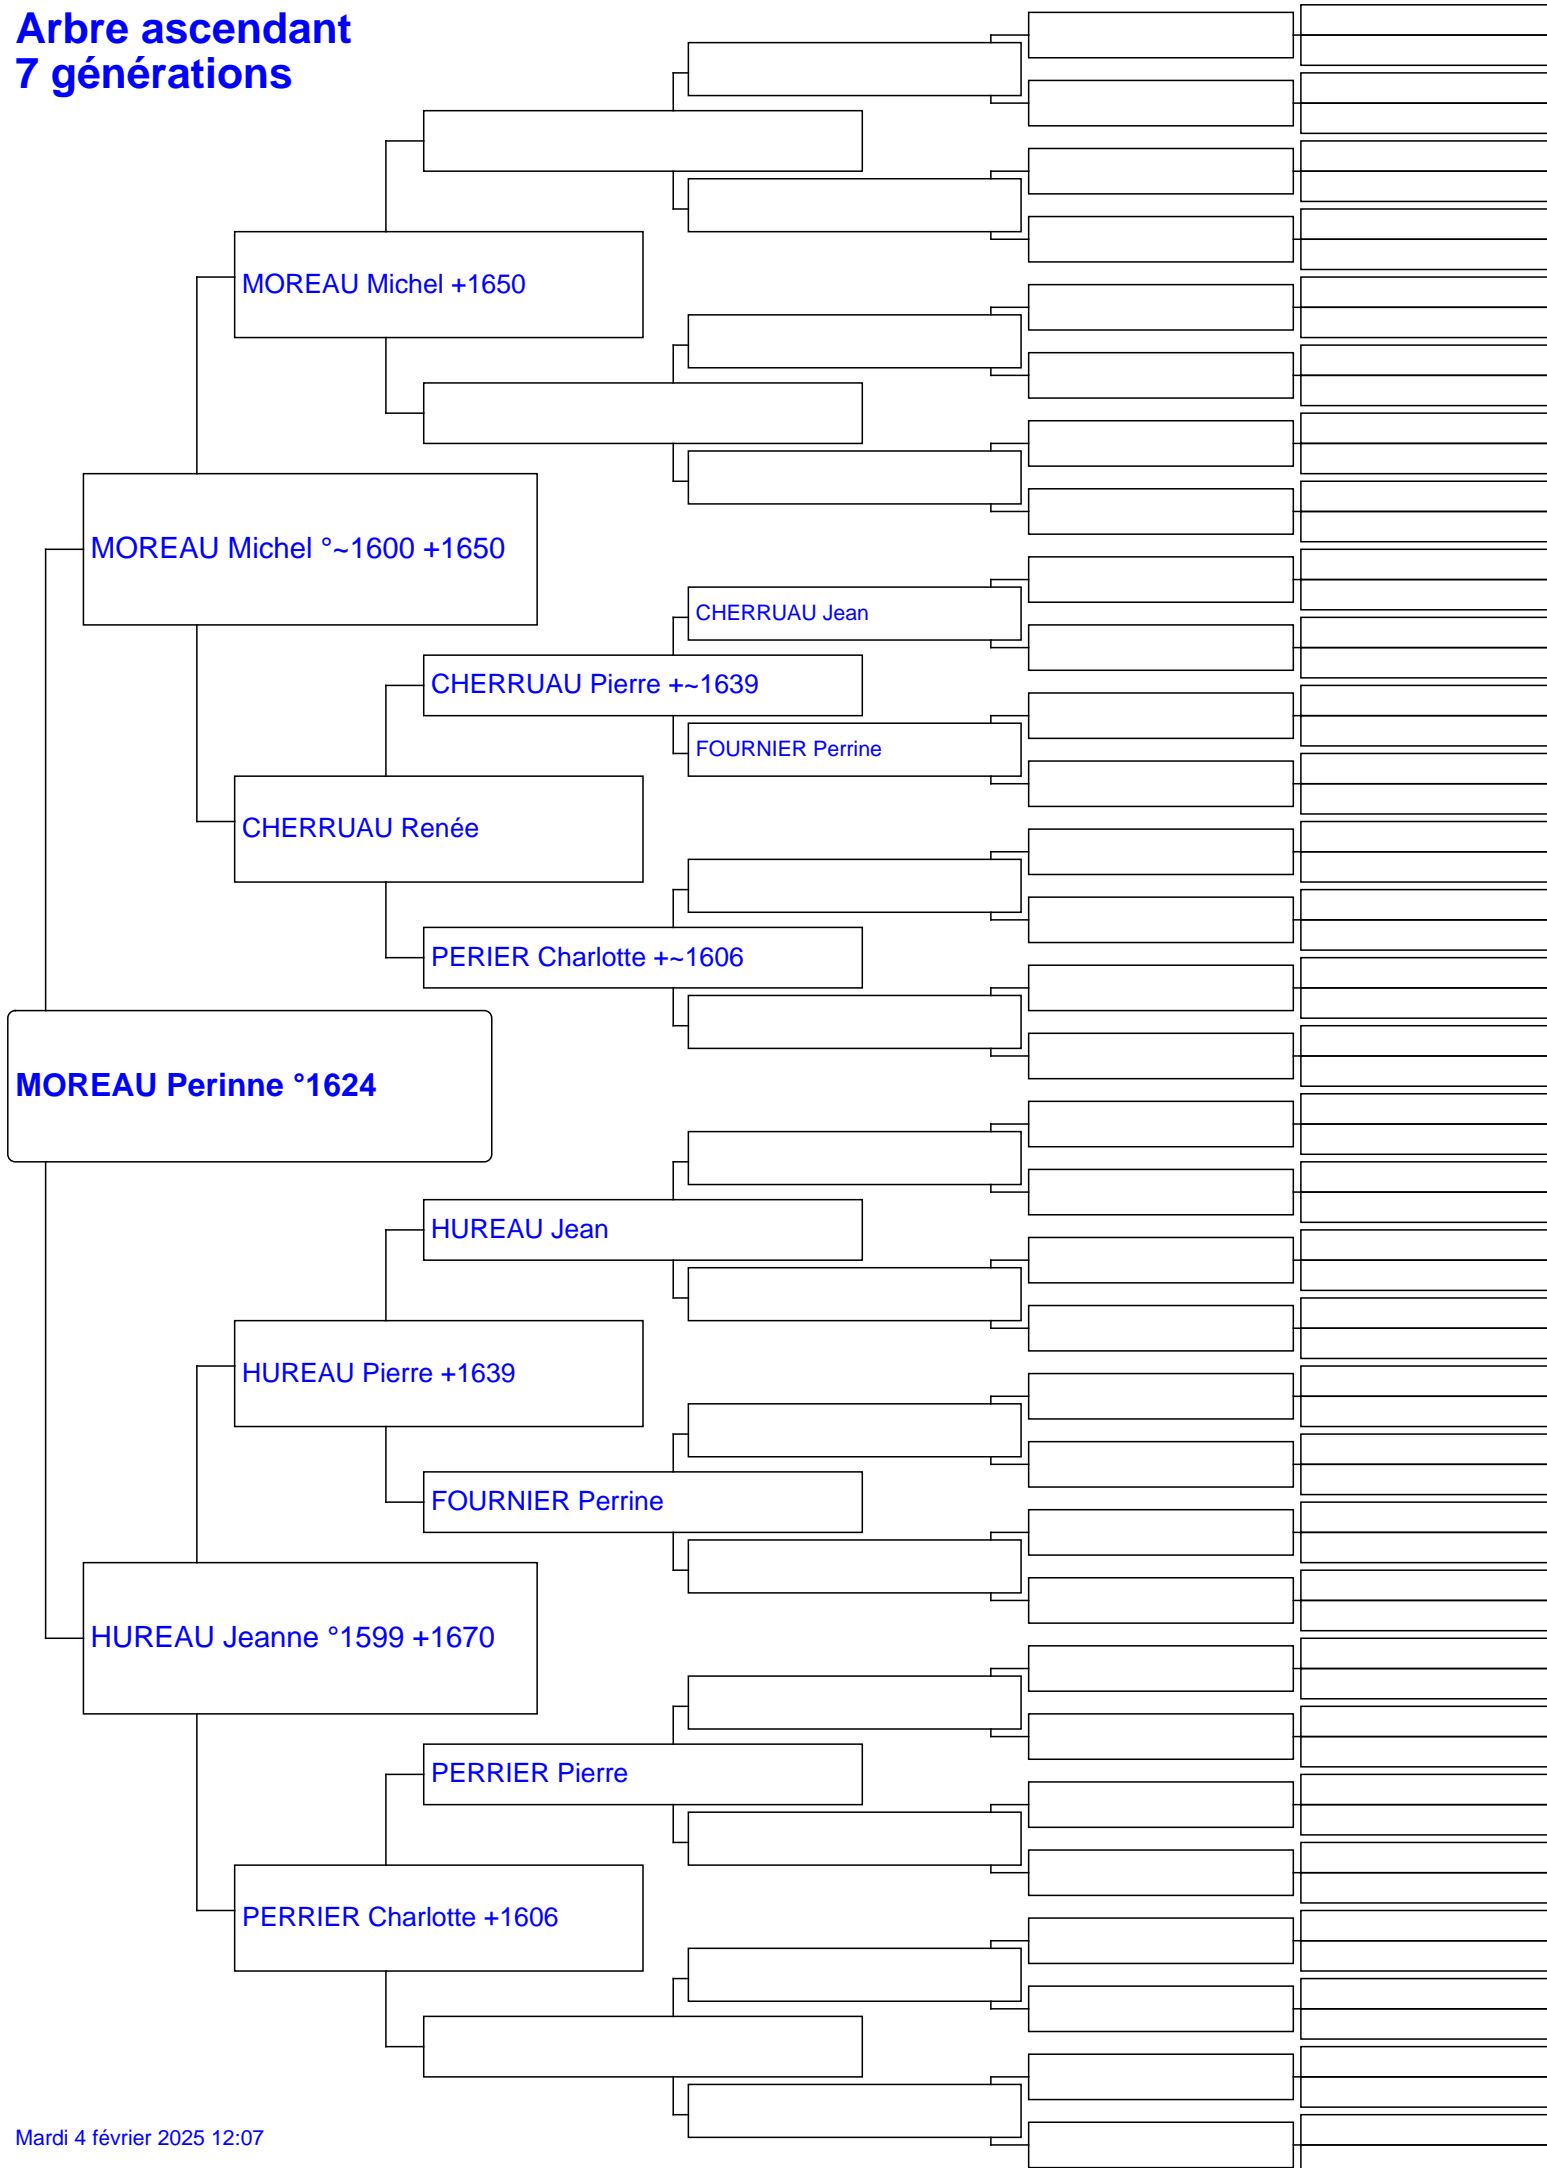 Arbre ascendant
7 générations
MOREAU Michel +1650
MOREAU Michel °~1600 +1650
CHERRUAU Jean
CHERRUAU Pierre +~1639
FOURNIER Perrine
CHERRUAU Renée
PERIER Charlotte +~1606
MOREAU Perinne °1624
HUREAU Jean
HUREAU Pierre +1639
FOURNIER Perrine
HUREAU Jeanne °1599 +1670
PERRIER Pierre
PERRIER Charlotte +1606
Mardi 4 février 2025 12:07